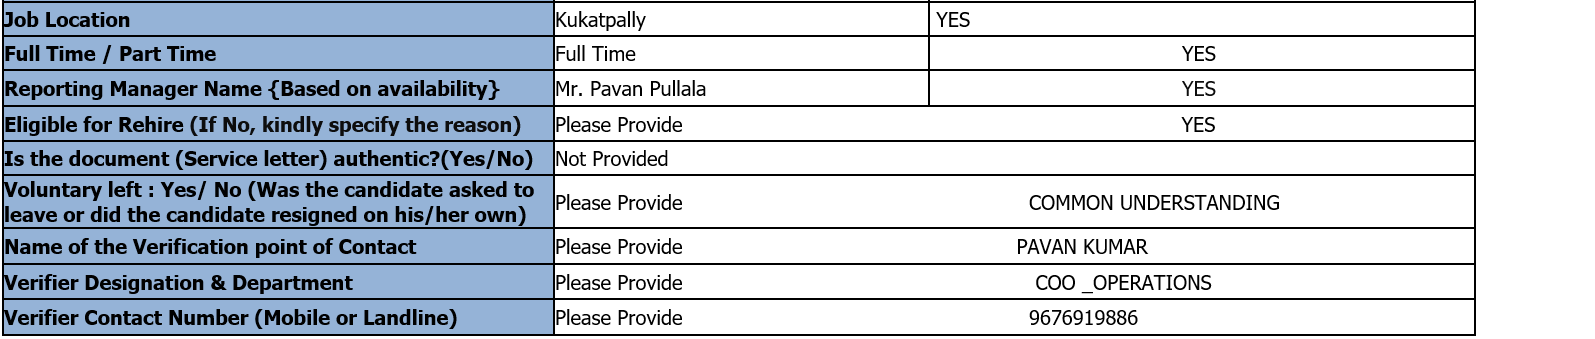 Job Location Kukatpally YES
Full Time / Part Time Full Time YES
Reporting Manager Name {Based on availability} Mr. Pavan Pullala YES
Eligible for Rehire (If No, kindly specify the reason) Please Provide YES
Is the document (Service letter) authentic?(Yes/No) Not Provided
Voluntary left : Yes/ No (Was the candidate asked to
leave or did the candidate resigned on his/her own) Please Provide COMMON UNDERSTANDING
Name of the Verification point of Contact Please Provide PAVAN KUMAR
Verifier Designation & Department Please Provide COO _OPERATIONS
Verifier Contact Number (Mobile or Landline) Please Provide 9676919886